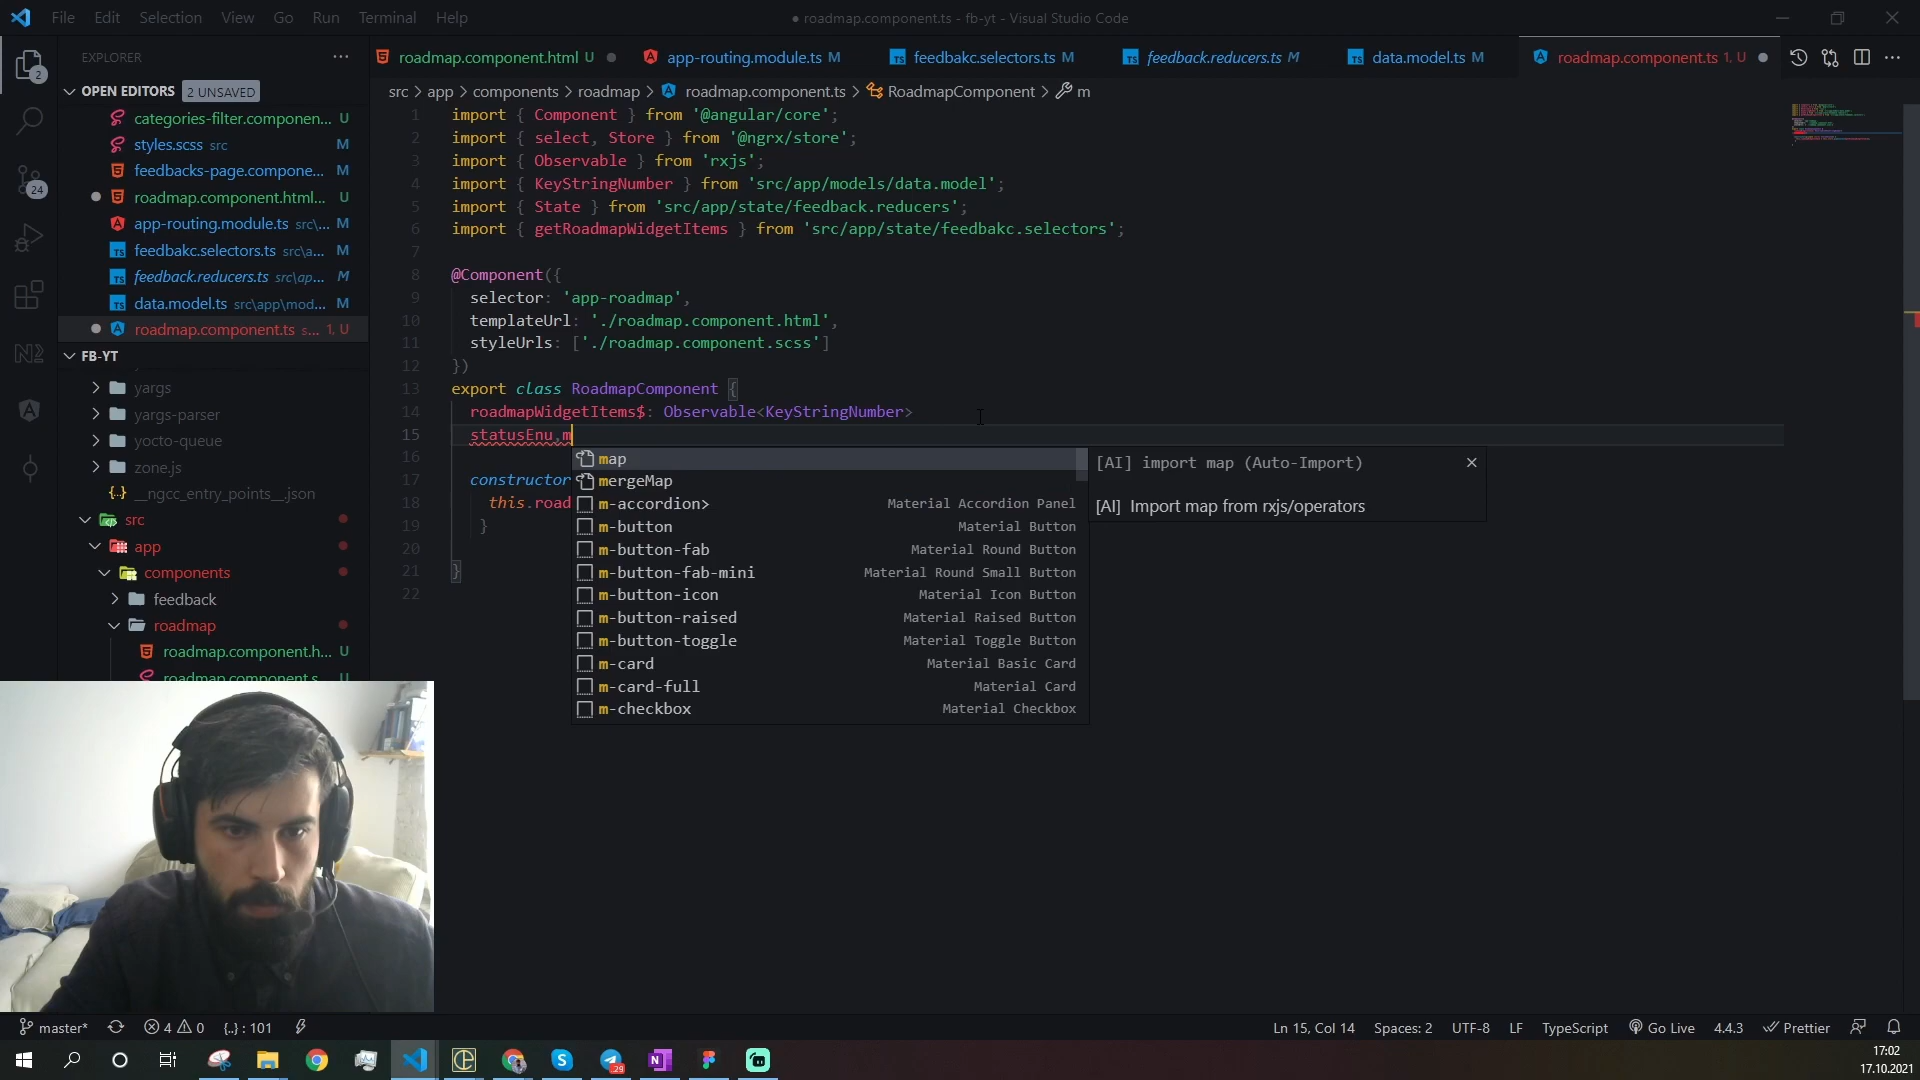 File Edit Selection View Go Run Terminal Help
● roadmap.component.ts - fb-yt - Visual Studio Code
EXPLORER
roadmap.component.html U
app-routing.module.ts M
feedbakc.selectors.ts M
feedback.reducers.ts M
data.model.ts M
roadmap.component.ts 1, U
OPEN EDITORS 2 UNSAVED
src > app > components > roadmap > roadmap.component.ts > RoadmapComponent > m
categories-filter.componen... U
styles.scss src M
feedbacks-page.compone... M
roadmap.component.html... U
app-routing.module.ts src\... M
feedbakc.selectors.ts src\a... M
feedback.reducers.ts src\ap... M
data.model.ts src\app\mod... M
roadmap.component.ts s... 1, U
FB-YT
yargs
yargs-parser
yocto-queue
zone.js
__ngcc_entry_points__.json
src
app
components
feedback
roadmap
roadmap.component.h... U
roadmap.component.s...
2
24
1 import { Component } from '@angular/core';
2 import { select, Store } from '@ngrx/store';
3 import { Observable } from 'rxjs';
4 import { KeyStringNumber } from 'src/app/models/data.model';
5 import { State } from 'src/app/state/feedback.reducers';
6 import { getRoadmapWidgetItems } from 'src/app/state/feedbakc.selectors';
7
8 @Component({
9 selector: 'app-roadmap',
10 templateUrl: './roadmap.component.html',
11 styleUrls: ['./roadmap.component.scss']
12 })
13 export class RoadmapComponent {
14 roadmapWidgetItems$: Observable<KeyStringNumber>
15 statusEnu,m
16
17 constructor
18 this.road
19 }
20
21 }
22
map
mergeMap
m-accordion> Material Accordion Panel
m-button Material Button
m-button-fab Material Round Button
m-button-fab-mini Material Round Small Button
m-button-icon Material Icon Button
m-button-raised Material Raised Button
m-button-toggle Material Toggle Button
m-card Material Basic Card
m-card-full Material Card
m-checkbox Material Checkbox
[AI] import map (Auto-Import)
[AI] Import map from rxjs/operators
master* 4 0 {..} : 101
Ln 15, Col 14 Spaces: 2 UTF-8 LF TypeScript Go Live 4.4.3 Prettier
29
17:02
17.10.2021